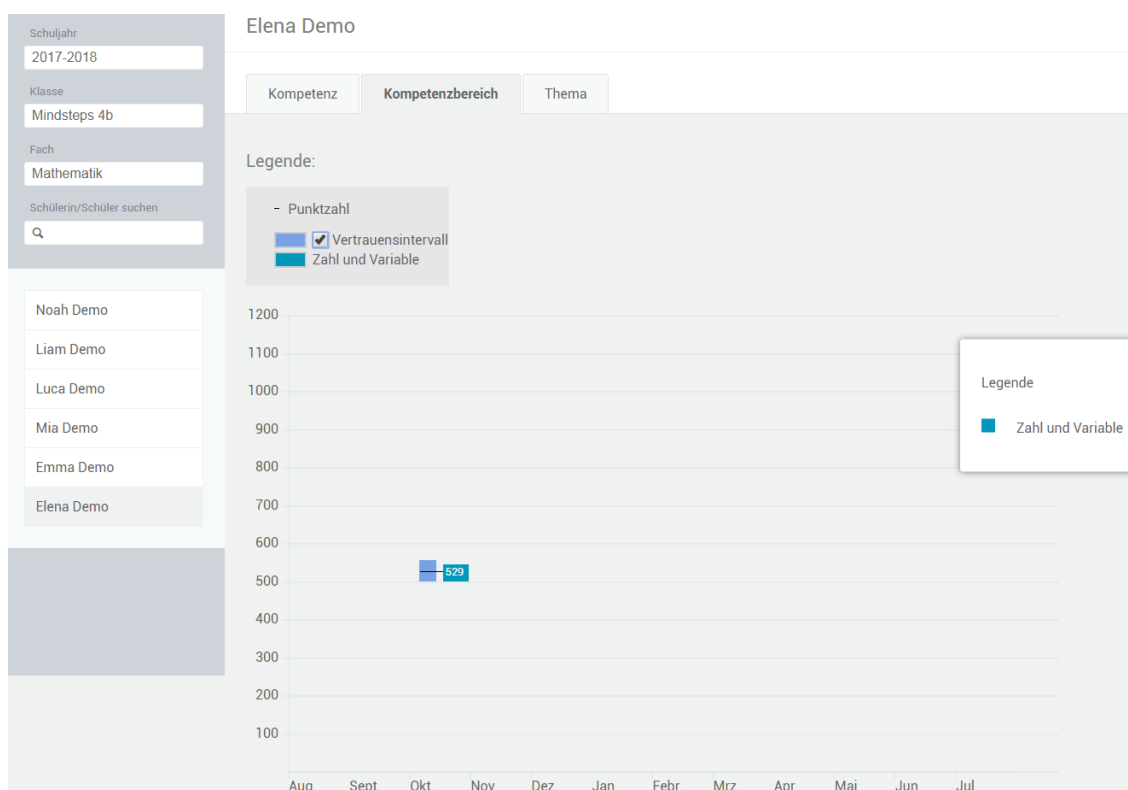 Schuljahr
2017-2018
Klasse
Mindsteps 4b
Fach
Mathematik
Schülerin/Schüler suchen
Noah Demo
Liam Demo
Luca Demo
Mia Demo
Emma Demo
Elena Demo
Elena Demo
Kompetenz Kompetenzbereich Thema
Legende:
- Punktzahl
Vertrauensintervall
Zahl und Variable
1200
1100
1000
900
800
700
600
500
400
300
200
100
529
Aug Sept Okt Nov Dez Jan Febr Mrz Apr Mai Jun Jul
Legende
Zahl und Variable